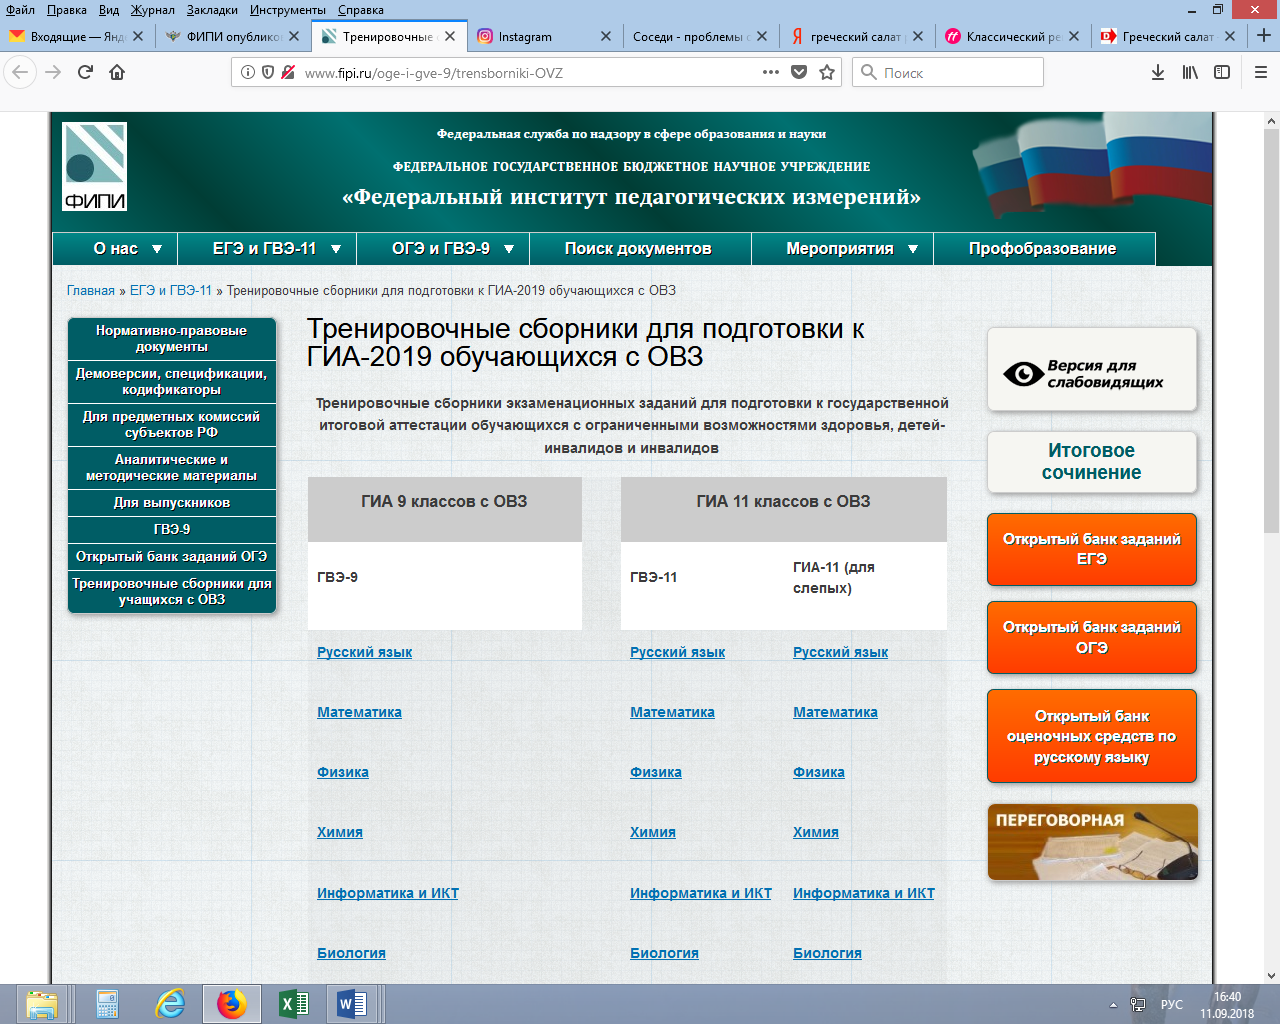 Файл Правка Вид Журнал Закладки Инструменты Справка
Входящие — Янд
ФИПИ опубликов
Тренировочные с
Instagram
Соседи - проблемы с
греческий салат р
Классический рец
Греческий салат -
www.fipi.ru/oge-i-gve-9/trensborniki-OVZ
Поиск
ФИПИ
Федеральная служба по надзору в сфере образования и науки
ФЕДЕРАЛЬНОЕ ГОСУДАРСТВЕННОЕ БЮДЖЕТНОЕ НАУЧНОЕ УЧРЕЖДЕНИЕ
«Федеральный институт педагогических измерений»
О нас ЕГЭ и ГВЭ-11 ОГЭ и ГВЭ-9 Поиск документов Мероприятия Профобразование
Главная » ЕГЭ и ГВЭ-11 » Тренировочные сборники для подготовки к ГИА-2019 обучающихся с ОВЗ
Нормативно-правовые
документы
Демоверсии, спецификации,
кодификаторы
Для предметных комиссий
субъектов РФ
Аналитические и
методические материалы
Для выпускников
ГВЭ-9
Открытый банк заданий ОГЭ
Тренировочные сборники для
учащихся с ОВЗ
Тренировочные сборники для подготовки к
ГИА-2019 обучающихся с ОВЗ
Тренировочные сборники экзаменационных заданий для подготовки к государственной
итоговой аттестации обучающихся с ограниченными возможностями здоровья, детей-
инвалидов и инвалидов
ГИА 9 классов с ОВЗ
ГИА 11 классов с ОВЗ
ГВЭ-9
ГВЭ-11
ГИА-11 (для
слепых)
Русский язык Русский язык Русский язык
Математика Математика Математика
Физика Физика Физика
Химия Химия Химия
Информатика и ИКТ Информатика и ИКТ Информатика и ИКТ
Биология Биология Биология
Версия для
слабовидящих
Итоговое
сочинение
Открытый банк заданий
ЕГЭ
Открытый банк заданий
ОГЭ
Открытый банк
оценочных средств по
русскому языку
ПЕРЕГОВОРНАЯ
РУС
16:40
11.09.2018